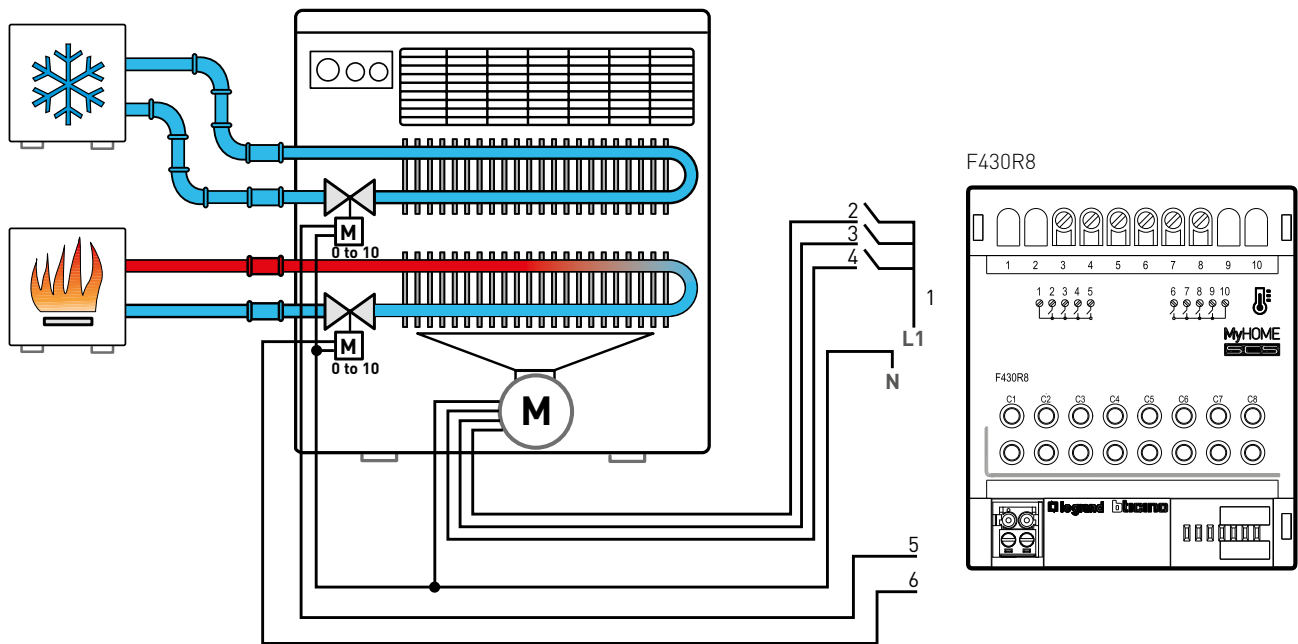 F430R8
M
0 to 10
M
0 to 10
M
2
3
4
1
L1
N
5
6
1 2 3 4 5 6 7 8 9 10
1 2 3 4 5 6 7 8 9 10
MyHOME
SCS
F430R8
C1 C2 C3 C4 C5 C6 C7 C8
legrand bticino